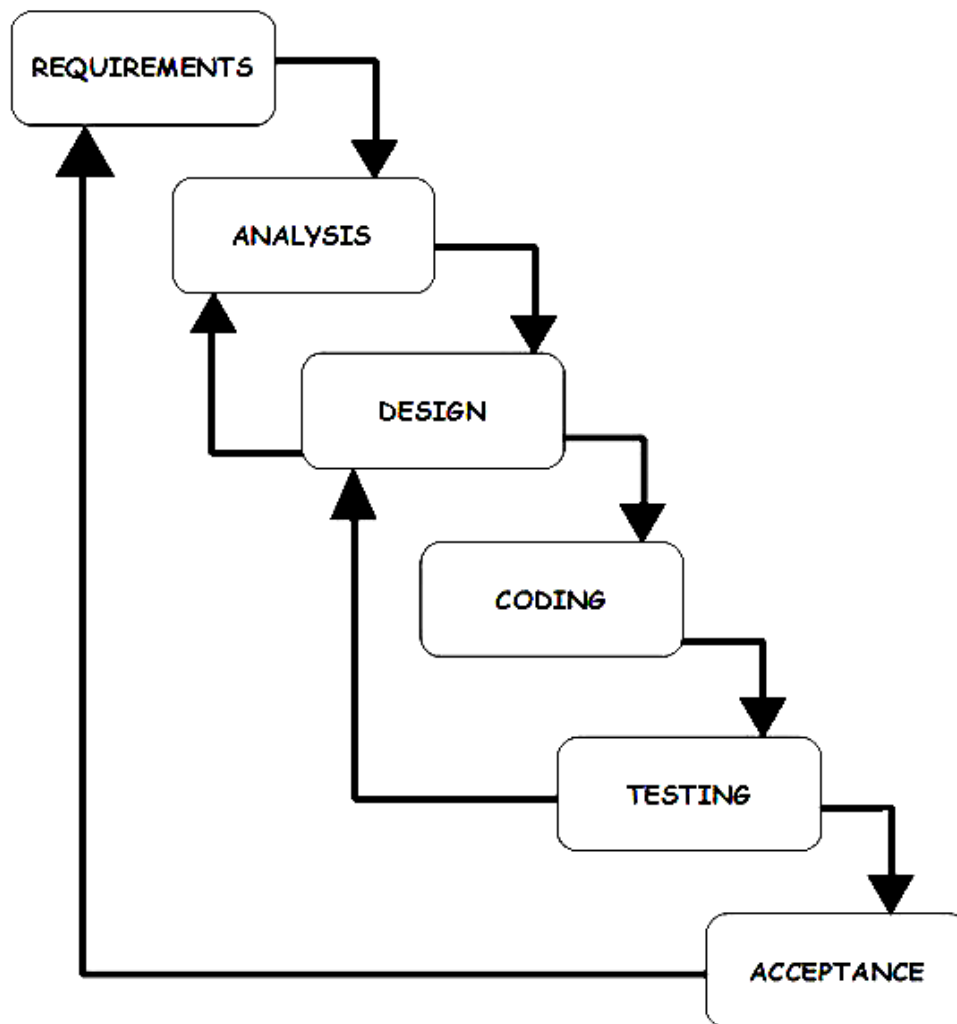 REQUIREMENTS
ANALYSIS
DESIGN
CODING
TESTING
ACCEPTANCE